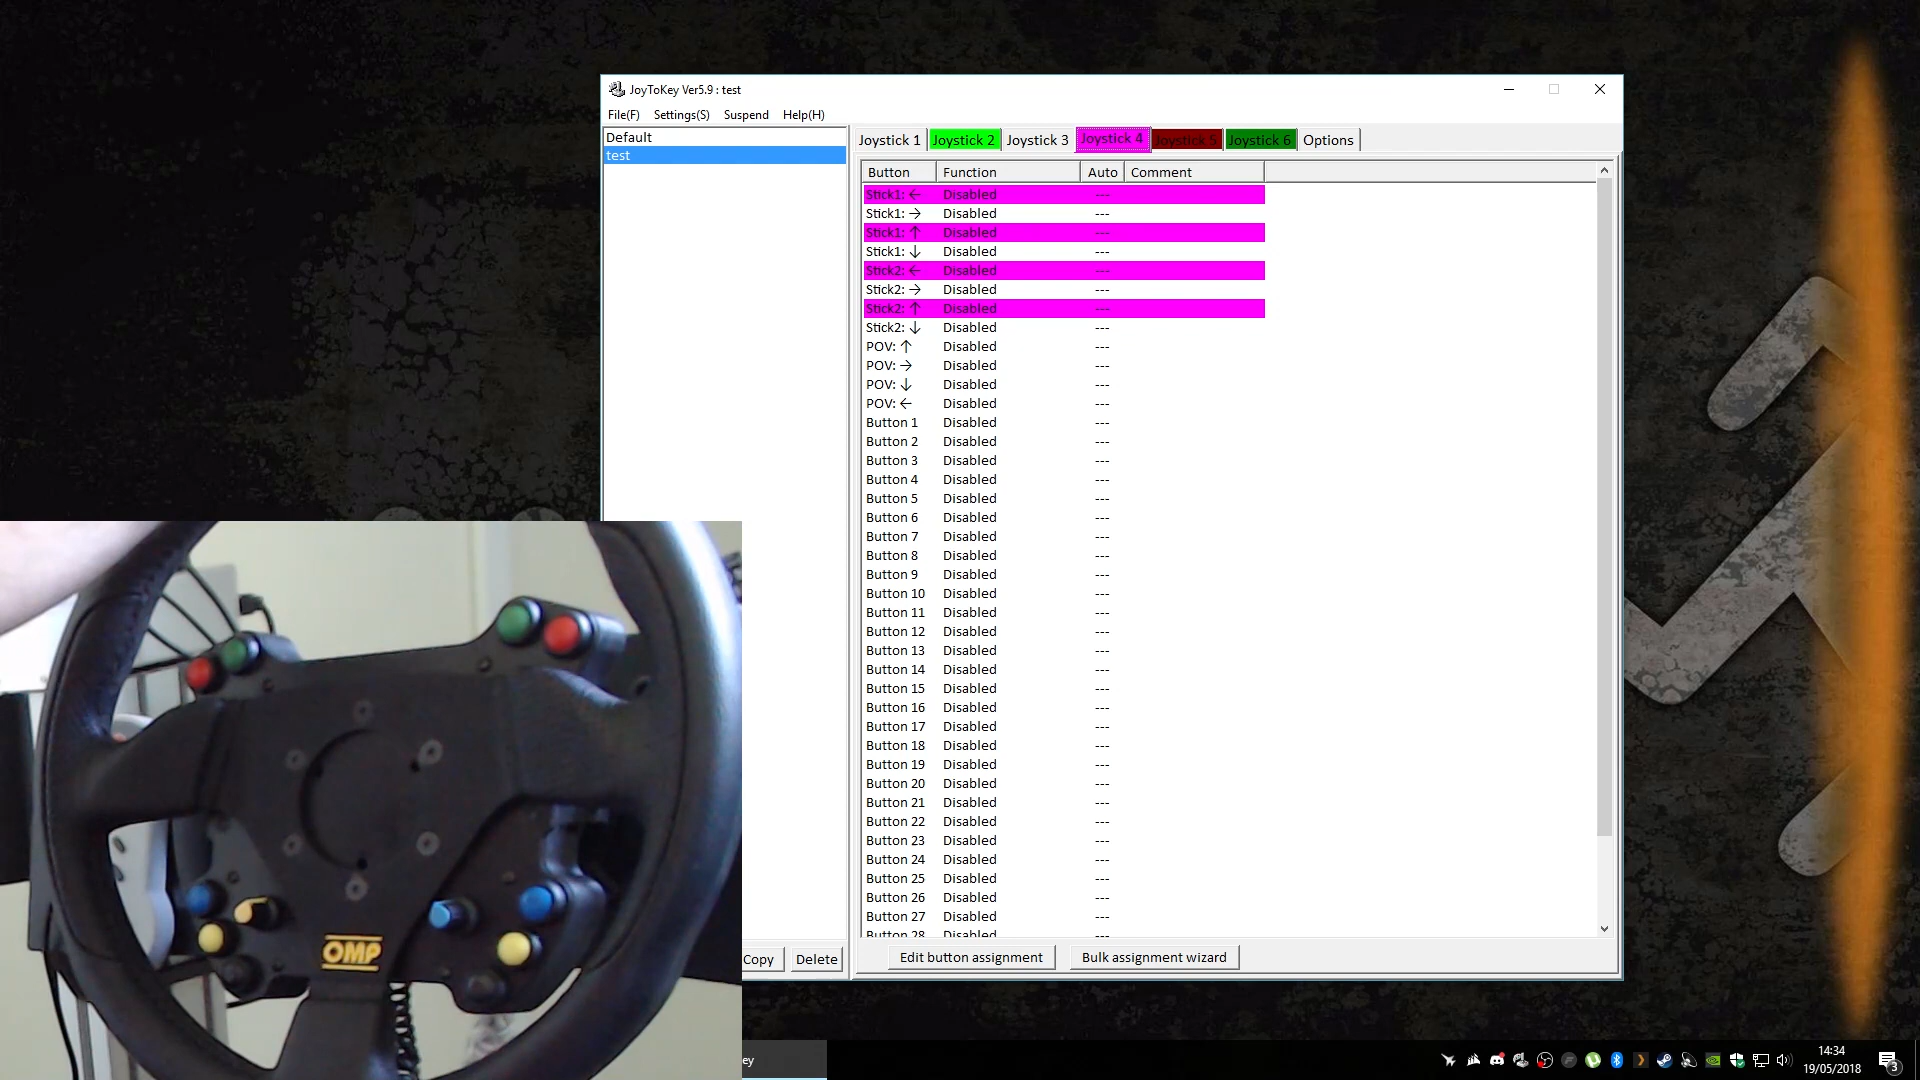 JoyToKey Ver5.9 : test
File(F) Settings(S) Suspend Help(H)
Default
test
Joystick 1 Joystick 2 Joystick 3 Joystick 4 Joystick 5 Joystick 6 Options
Button Function Auto Comment
Stick1: ← Disabled ---
Stick1: → Disabled ---
Stick1: ↑ Disabled ---
Stick1: ↓ Disabled ---
Stick2: ← Disabled ---
Stick2: → Disabled ---
Stick2: ↑ Disabled ---
Stick2: ↓ Disabled ---
POV: ↑ Disabled ---
POV: → Disabled ---
POV: ↓ Disabled ---
POV: ← Disabled ---
Button 1 Disabled ---
Button 2 Disabled ---
Button 3 Disabled ---
Button 4 Disabled ---
Button 5 Disabled ---
Button 6 Disabled ---
Button 7 Disabled ---
Button 8 Disabled ---
Button 9 Disabled ---
Button 10 Disabled ---
Button 11 Disabled ---
Button 12 Disabled ---
Button 13 Disabled ---
Button 14 Disabled ---
Button 15 Disabled ---
Button 16 Disabled ---
Button 17 Disabled ---
Button 18 Disabled ---
Button 19 Disabled ---
Button 20 Disabled ---
Button 21 Disabled ---
Button 22 Disabled ---
Button 23 Disabled ---
Button 24 Disabled ---
Button 25 Disabled ---
Button 26 Disabled ---
Button 27 Disabled ---
Button 28 Disabled ---
Copy Delete
Edit button assignment Bulk assignment wizard
OMP
ey
14:34
19/05/2018
3